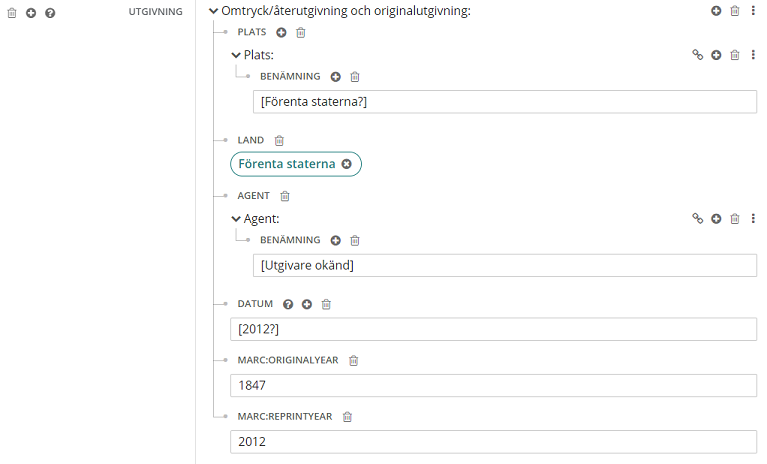 UTGIVNING
Omtryck/återutgivning och originalutgivning:
PLATS
Plats:
BENÄMNING
[Förenta staterna?]
LAND
Förenta staterna
AGENT
Agent:
BENÄMNING
[Utgivare okänd]
DATUM
[2012?]
MARC:ORIGINALYEAR
1847
MARC:REPRINTYEAR
2012